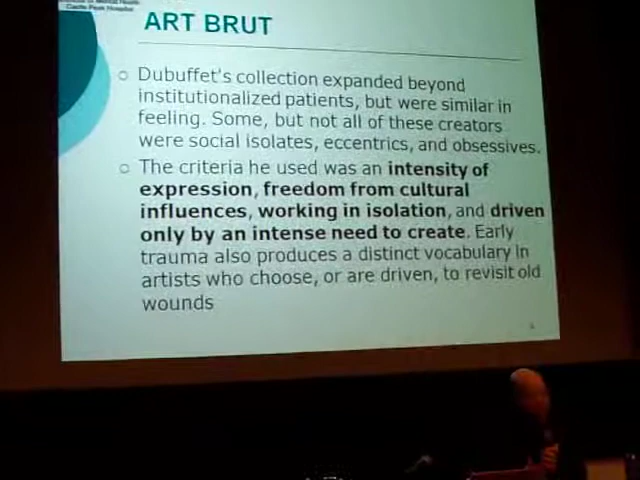 Castle Peak Hospital
ART BRUT
Dubuffet's collection expanded beyond
institutionalized patients, but were similar in
feeling. Some, but not all of these creators
were social isolates, eccentrics, and obsessives.
The criteria he used was an intensity of
expression, freedom from cultural
influences, working in isolation, and driven
only by an intense need to create. Early
trauma also produces a distinct vocabulary in
artists who choose, or are driven, to revisit old
wounds